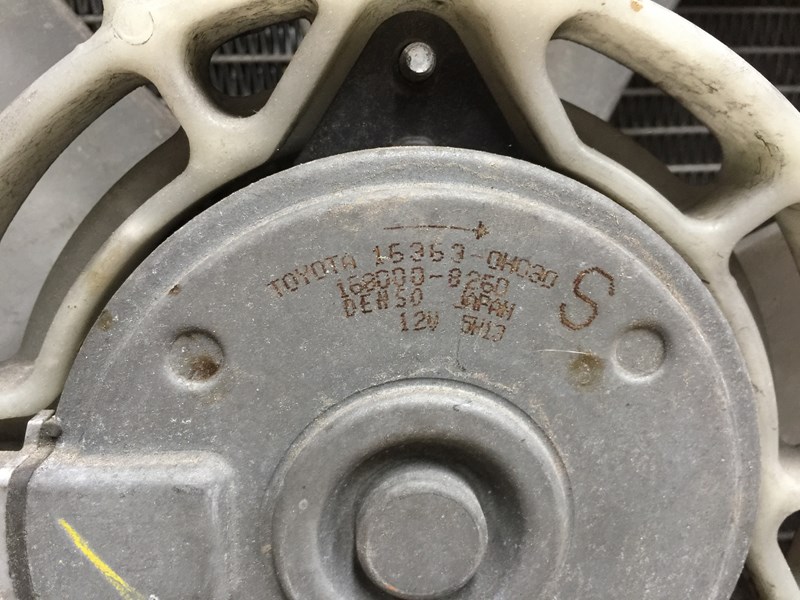 TOYOTA 16363-0H030
168000-8260
DENSO JAPAN
12V 5H13
S